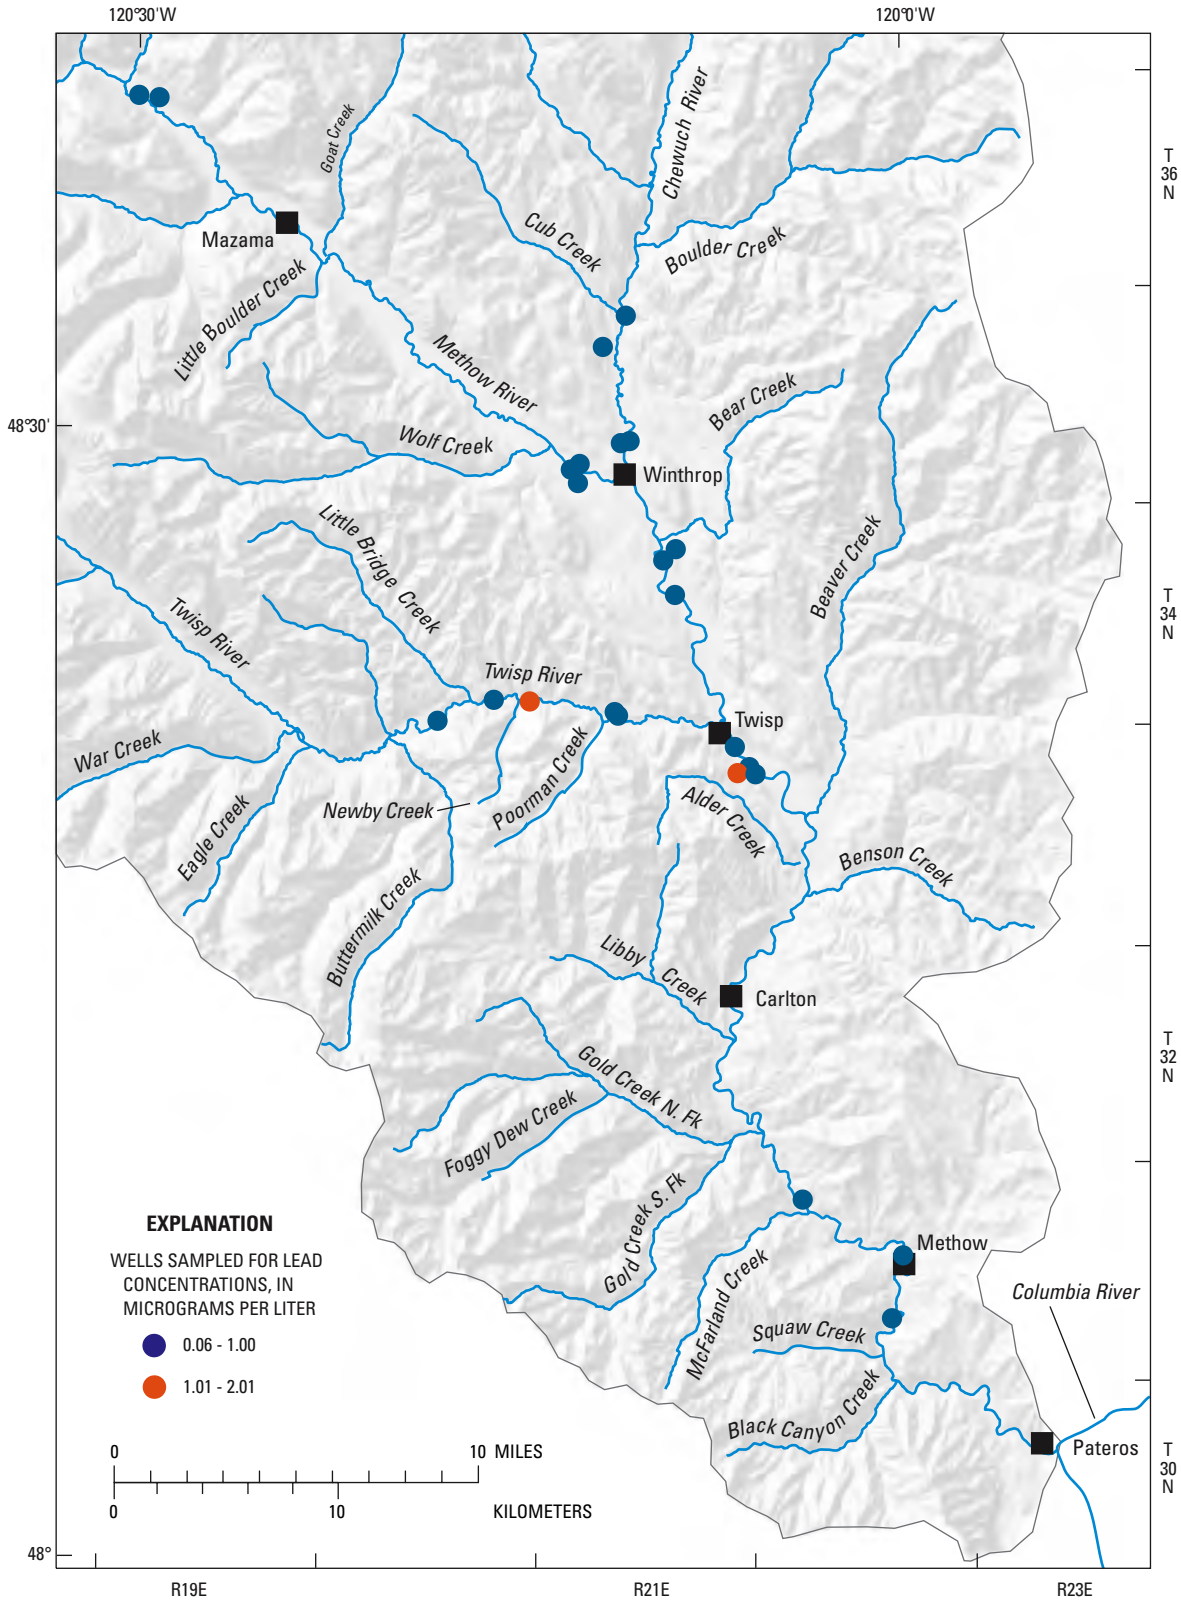 120°30'W
120°0'W
Goat Creek
Chewuch River
T
36
N
Mazama
Cub Creek
Boulder Creek
Little Boulder Creek
Methow River
Bear Creek
48°30'
Wolf Creek
Winthrop
Little Bridge Creek
Beaver Creek
T
34
N
Twisp River
Twisp River
Twisp
War Creek
Newby Creek
Poorman Creek
Alder Creek
Eagle Creek
Benson Creek
Buttermilk Creek
Libby Creek
Carlton
T
32
N
Gold Creek N. Fk
Foggy Dew Creek
Gold Creek S. Fk
EXPLANATION
WELLS SAMPLED FOR LEAD
CONCENTRATIONS, IN
MICROGRAMS PER LITER
0.06 - 1.00
1.01 - 2.01
Methow
McFarland Creek
Columbia River
Squaw Creek
Black Canyon Creek
Pateros
T
30
N
0 10 MILES
0 10 KILOMETERS
48°
R19E
R21E
R23E